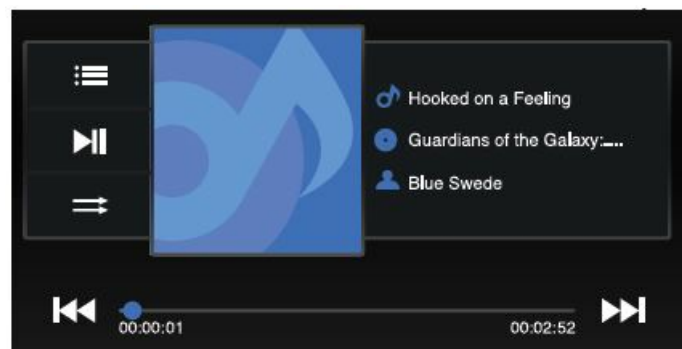 Hooked on a Feeling
Guardians of the Galaxy:....
Blue Swede
00:00:01
00:02:52